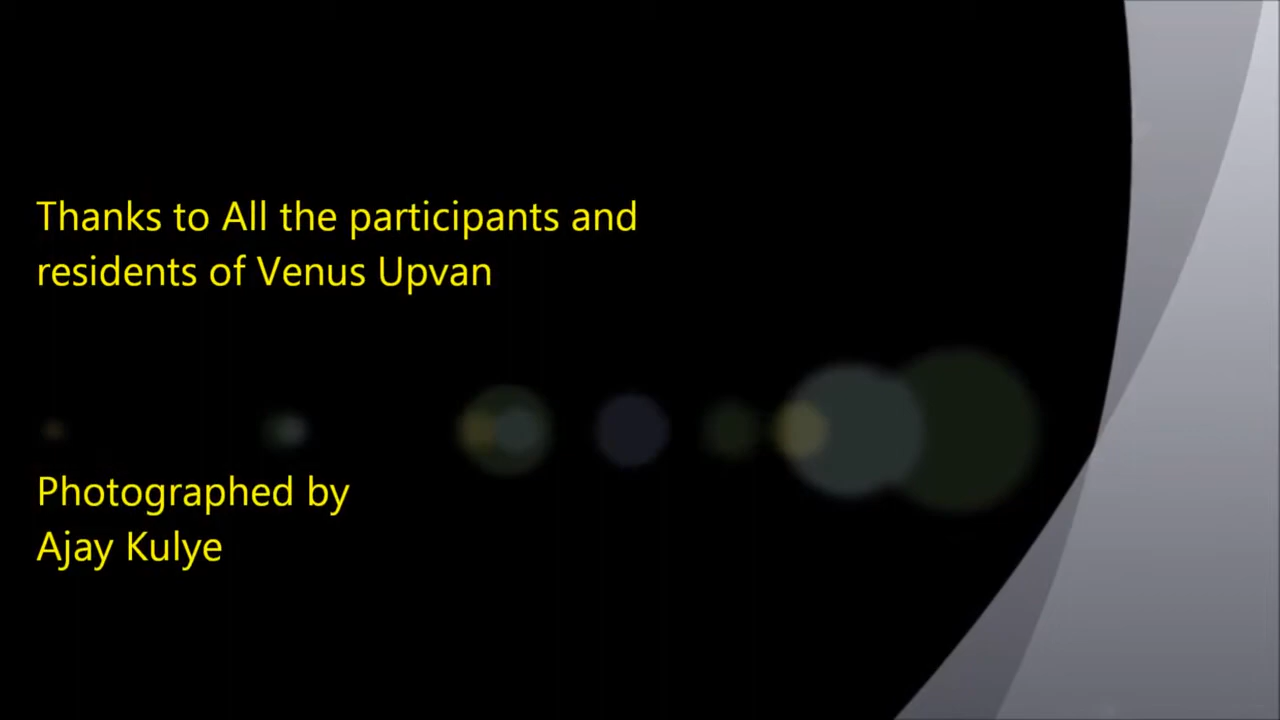 Thanks to All the participants and
residents of Venus Upvan
Photographed by
Ajay Kulye